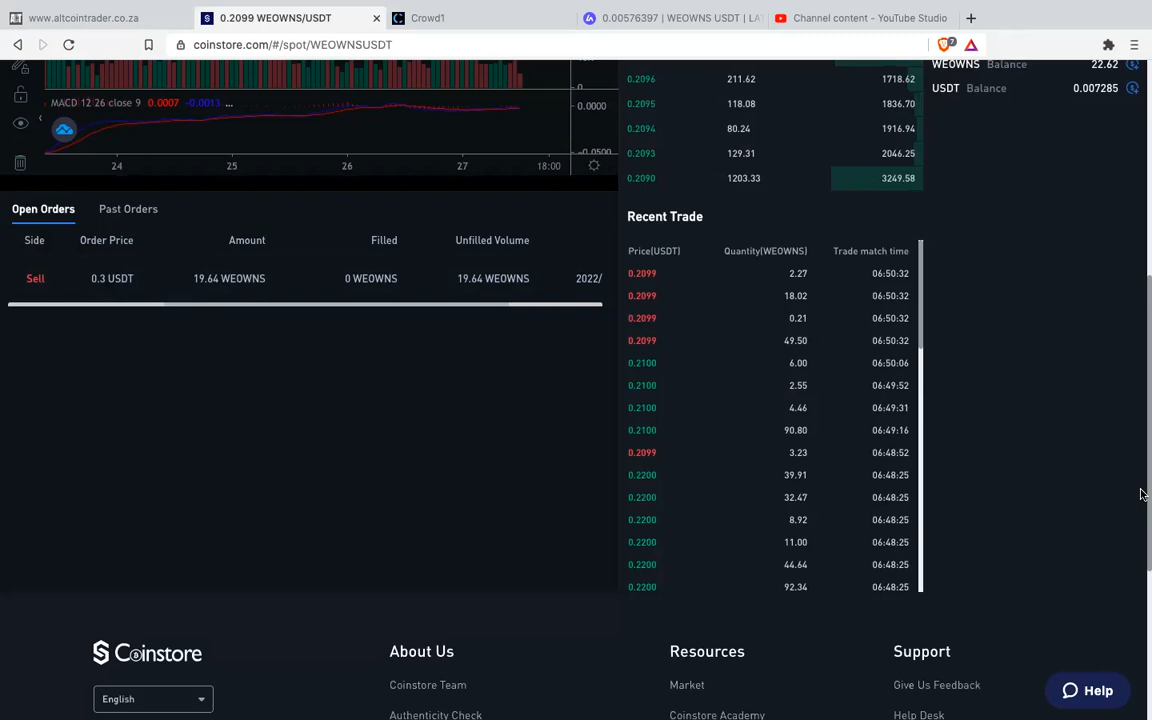 www.altcointrader.co.za
0.2099 WEOWNS/USDT
Crowd1
0.00576397 | WEOWNS USDT | LA
Channel content - YouTube Studio
coinstore.com/#/spot/WEOWNSUSDT
7
WEOWNS Balance 22.62
USDT Balance 0.007285
0.2096 211.62 1718.62
0.2095 118.08 1836.70
0.2094 80.24 1916.94
0.2093 129.31 2046.25
0.2090 1203.33 3249.58
0
MACD 12 26 close 9 0.0007 -0.0013 ...
0.0000
-0.0500
24 25 26 27 18:00
Open Orders Past Orders
Side Order Price Amount Filled Unfilled Volume
Sell 0.3 USDT 19.64 WEOWNS 0 WEOWNS 19.64 WEOWNS 2022/
Recent Trade
Price(USDT) Quantity(WEOWNS) Trade match time
0.2099 2.27 06:50:32
0.2099 18.02 06:50:32
0.2099 0.21 06:50:32
0.2099 49.50 06:50:32
0.2100 6.00 06:50:06
0.2100 2.55 06:49:52
0.2100 4.46 06:49:31
0.2100 90.80 06:49:16
0.2099 3.23 06:48:52
0.2200 39.91 06:48:25
0.2200 32.47 06:48:25
0.2200 8.92 06:48:25
0.2200 11.00 06:48:25
0.2200 44.64 06:48:25
0.2200 92.34 06:48:25
Coinstore
English
About Us
Coinstore Team
Authenticity Check
Resources
Market
Coinstore Academy
Support
Give Us Feedback
Help Desk
Help